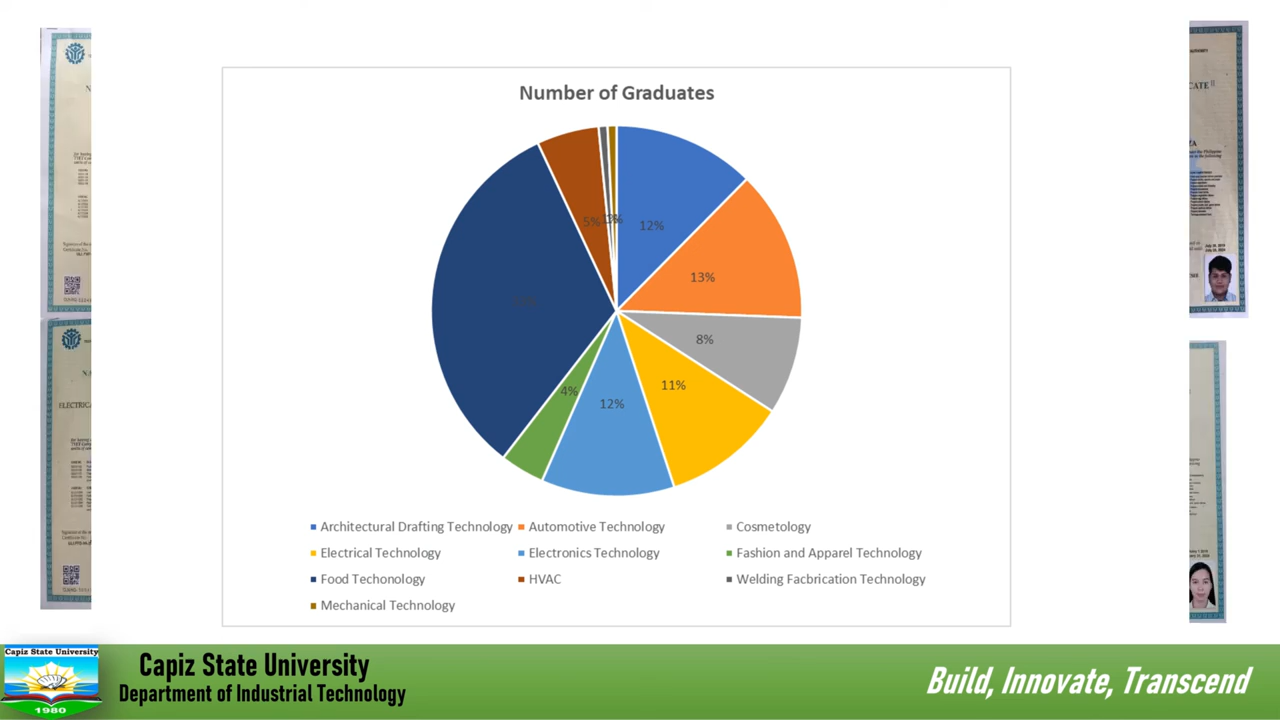 Number of Graduates
12%
13%
8%
11%
12%
4%
5%
Architectural Drafting Technology
Automotive Technology
Cosmetology
Electrical Technology
Electronics Technology
Fashion and Apparel Technology
Food Techonology
HVAC
Welding Facbrication Technology
Mechanical Technology
Capiz State University
1980
Capiz State University
Department of Industrial Technology
Build, Innovate, Transcend